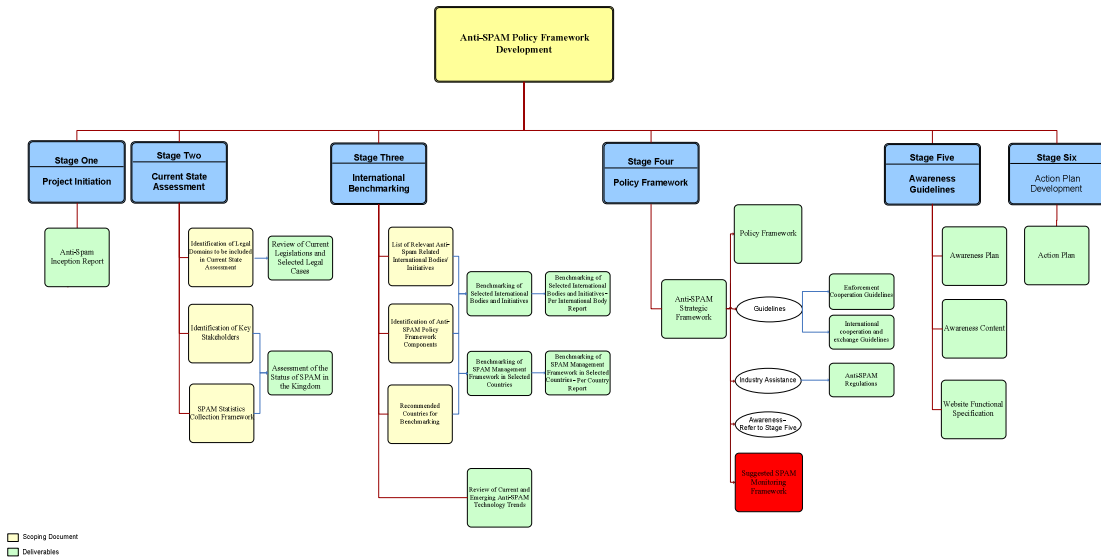 Anti-SPAM Policy Framework
Development
Stage One
Project Initiation
Anti-Spam
Inception Report
Stage Two
Current State
Assessment
Identification of Legal
Domains to be included
in Current State
Assessment
Review of Current
Legislations and
Selected Legal
Cases
Identification of Key
Stakeholders
SPAM Statistics
Collection Framework
Assessment of the
Status of SPAM in
the Kingdom
Stage Three
International
Benchmarking
List of Relevant Anti-
Spam Related
International Bodies/
Initiatives
Identification of Anti-
SPAM Policy
Framework
Components
Recommended
Countries for
Benchmarking
Benchmarking of
Selected International
Bodies and Initiatives
Benchmarking of
Selected International
Bodies and Initiatives–
Per International Body
Report
Benchmarking of
SPAM Management
Framework in Selected
Countries
Benchmarking of
SPAM Management
Framework in Selected
Countries– Per Country
Report
Review of Current and
Emerging Anti-SPAM
Technology Trends
Stage Four
Policy Framework
Anti-SPAM
Strategic
Framework
Policy Framework
Guidelines
Enforcement
Cooperation Guidelines
International
cooperation and
exchange Guidelines
Industry Assistance
Anti-SPAM
Regulations
Awareness–
Refer to Stage Five
Suggested SPAM
Monitoring
Framework
Stage Five
Awareness
Guidelines
Awareness Plan
Awareness Content
Website Functional
Specification
Stage Six
Action Plan
Development
Action Plan
Scoping Document
Deliverables